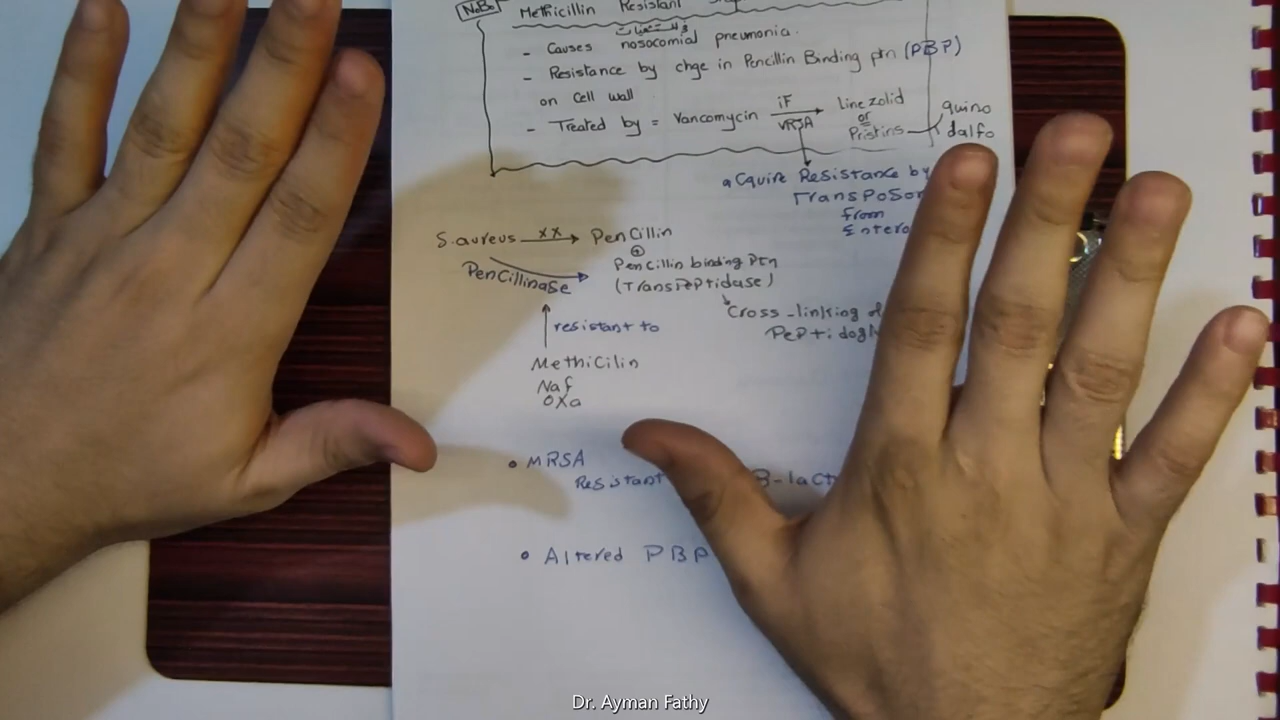 N.B.
Methicillin Resistant
والمستشفيات
- Causes nosocomial pneumonia.
- Resistance by chge in Pencillin Binding ptn (PBP)
on Cell wall
- Treated by = Vancomycin iF VRSA Linezolid
or
Pristins
quino
dalfo
aCquire Resistance by
TransPoSon
from
Entero
S.aureus xx PenCillin
+
PenCillinase
PenCillin binding Ptn
(TransPePtidase)
Cross-linking of
PePtidogl
resistant to
MethiCilin
Naf
OXa
• MRSA
Resistant B-lact
• Altered PBP
Dr. Ayman Fathy